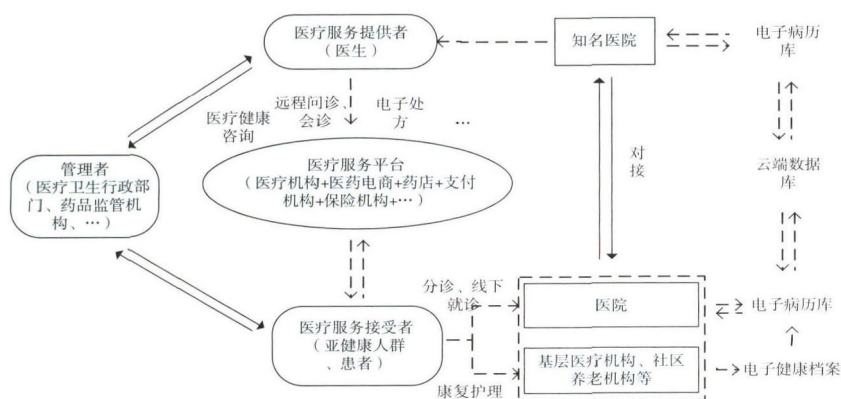 医疗服务提供者
（医生）
知名医院
电子病历
库
远程问诊、
会诊
电子处
方
…
医疗健康
咨询
管理者
（医疗卫生行政部
门、药品监管机
构、…）
医疗服务平台
（医疗机构+医药电商+药店+支付
机构+保险机构+…）
对
接
云端数据
库
分诊、线下
就诊
医院
电子病历库
医疗服务接受者
（亚健康人群
、患者）
基层医疗机构、社区
养老机构等
电子健康档案
康复护理